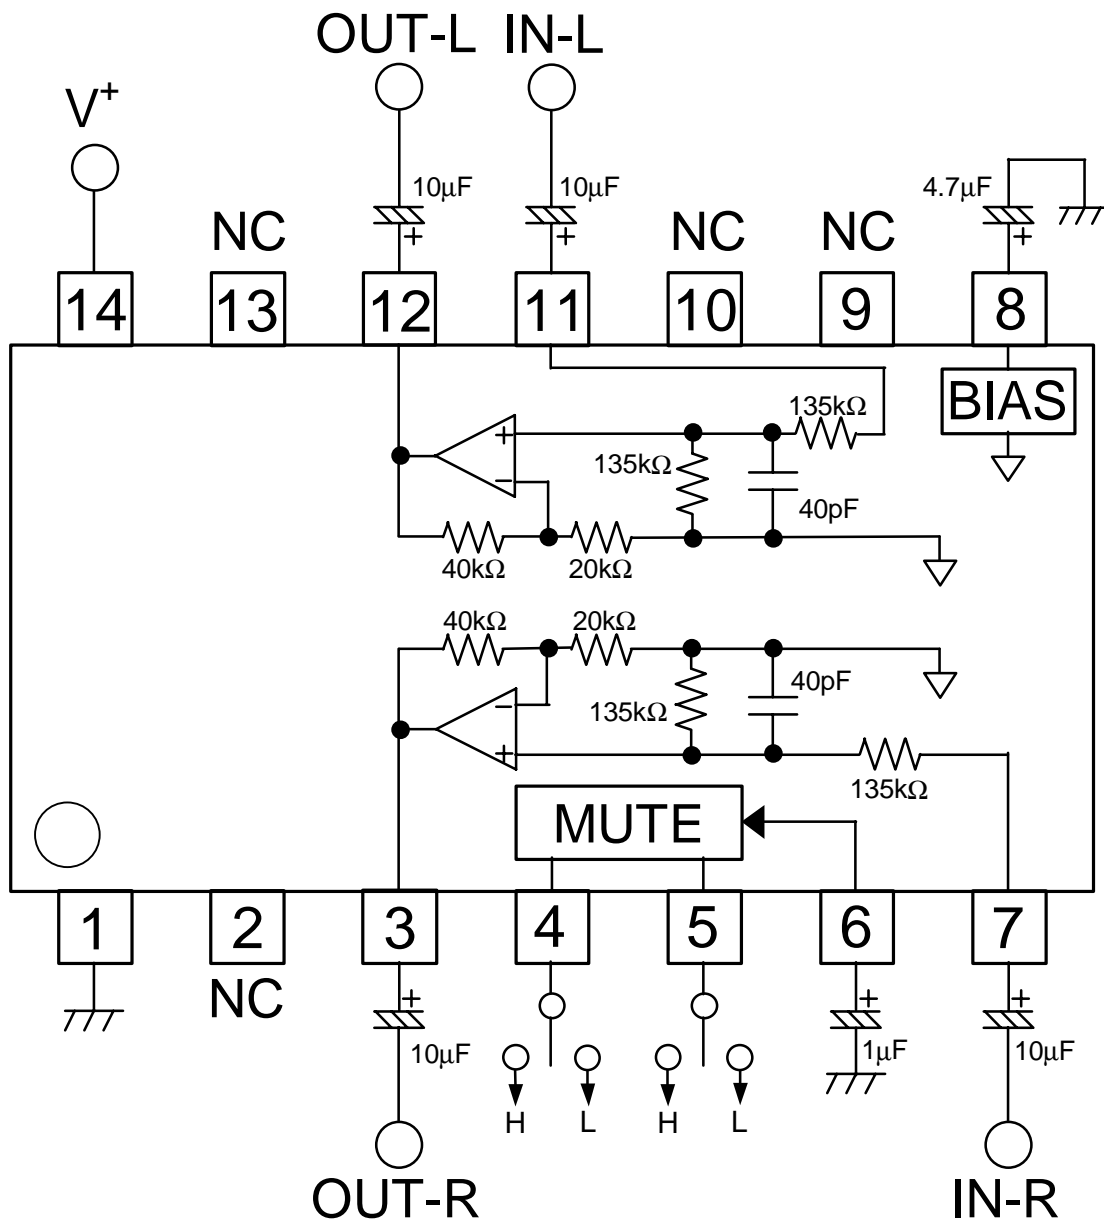 OUT-L IN-L
V+
10μF 10μF 4.7μF
+ + +
NC NC NC
14 13 12 11 10 9 8
135kΩ BIAS
+
135kΩ
−
40pF
40kΩ 20kΩ
40kΩ 20kΩ
40pF
−
135kΩ
+
135kΩ
MUTE
1 2 3 4 5 6 7
NC
+ + +
10μF 1μF 10μF
H L H L
OUT-R IN-R